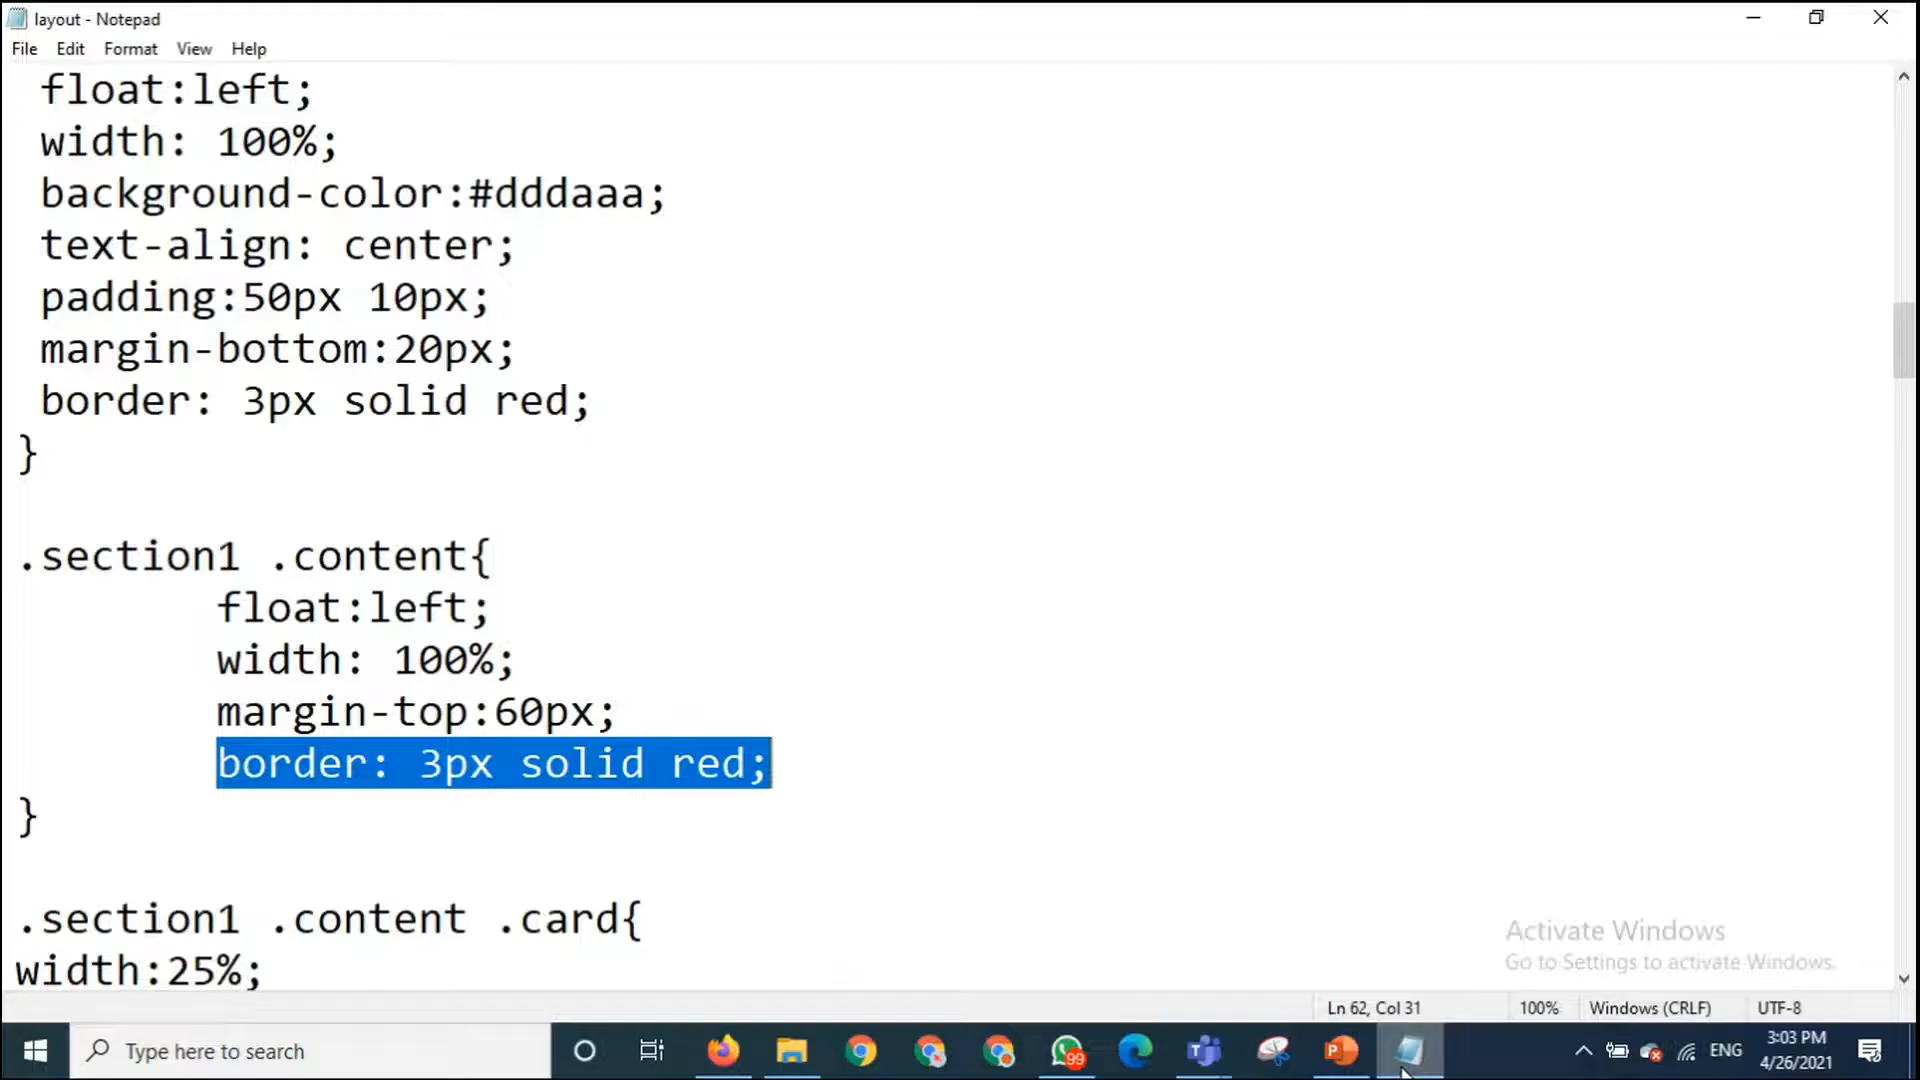 layout - Notepad
File Edit Format View Help
float:left;
width: 100%;
background-color:#dddaaa;
text-align: center;
padding:50px 10px;
margin-bottom:20px;
border: 3px solid red;
}
.section1 .content{
float:left;
width: 100%;
margin-top:60px;
border: 3px solid red;
}
.section1 .content .card{
width:25%;
Activate Windows
Go to Settings to activate Windows.
Ln 62, Col 31 100% Windows (CRLF) UTF-8
Type here to search
99
P
ENG
3:03 PM
4/26/2021